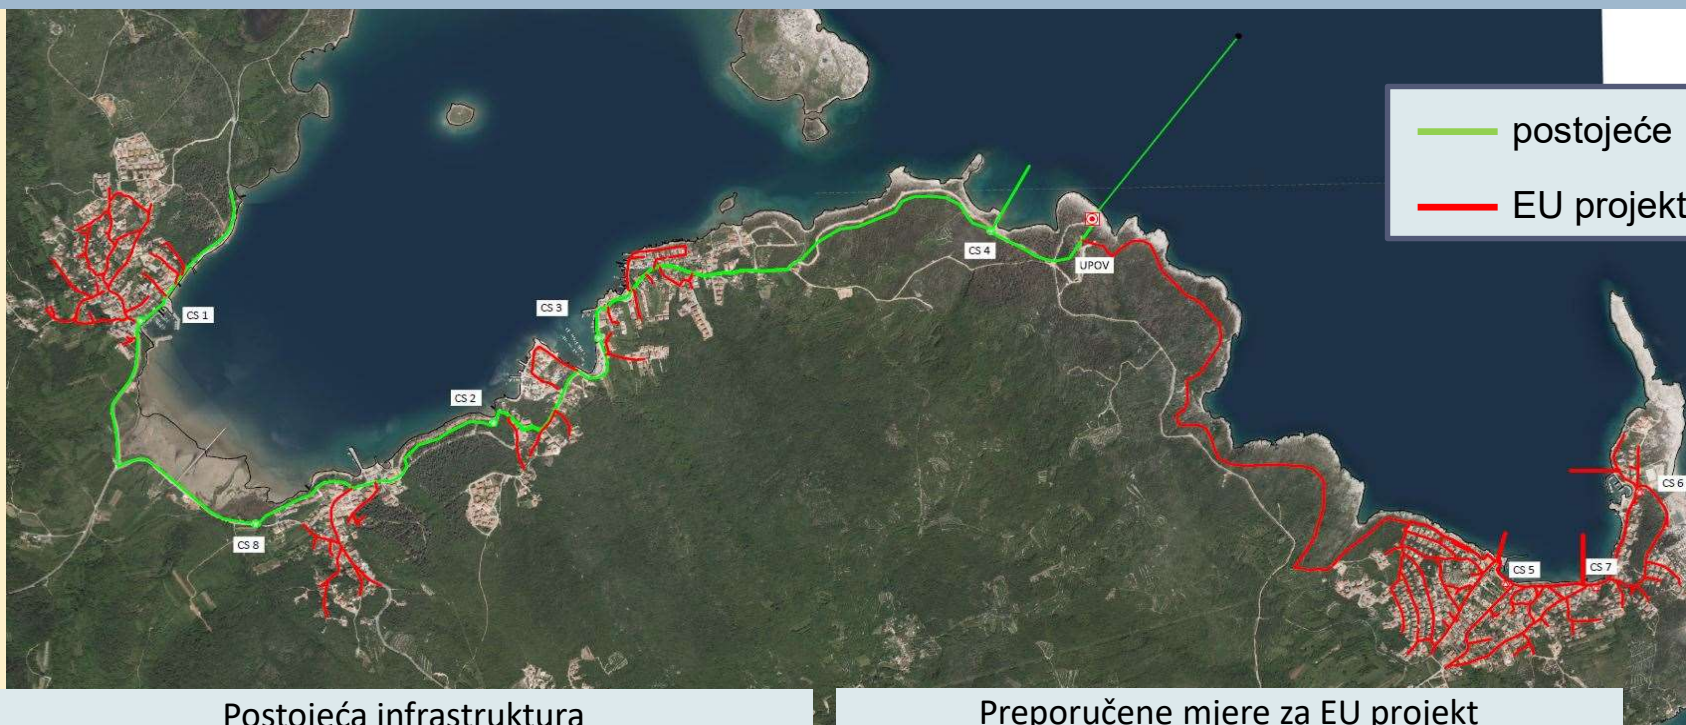 postojeće
EU projekt
CS 4
UPOV
CS 1
CS 3
CS 2
CS 8
CS 6
CS 5
CS 7
Postojeća infrastruktura
Preporučene mjere za EU projekt